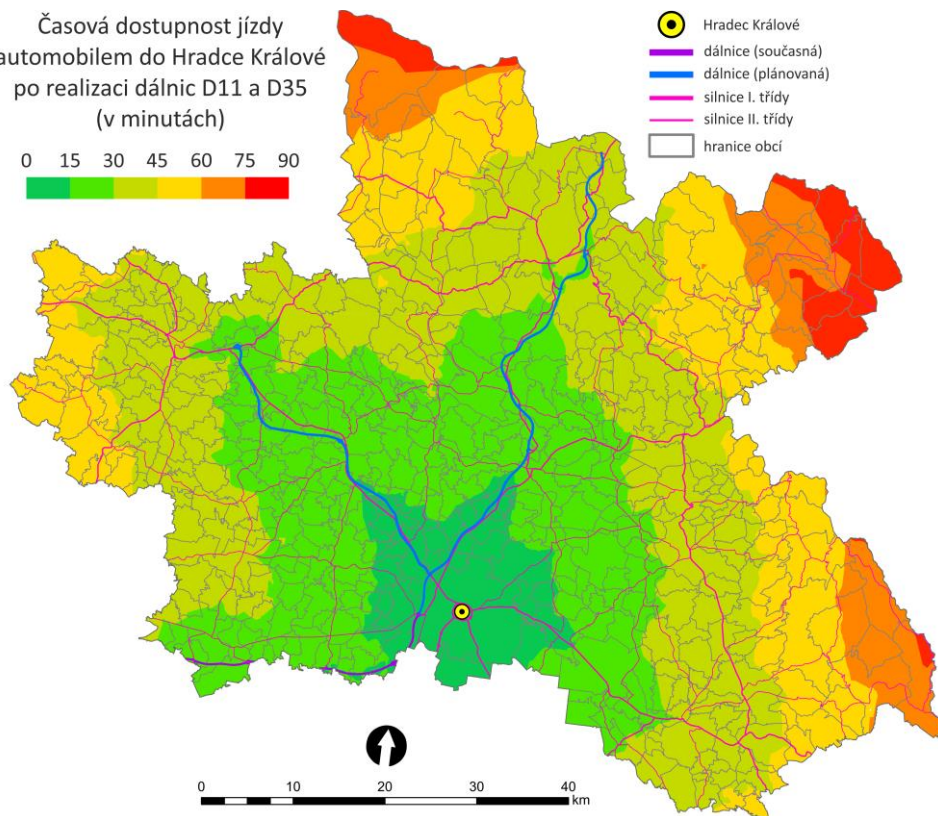 Časová dostupnost jízdy
automobilem do Hradce Králové
po realizaci dálnic D11 a D35
(v minutách)
0 15 30 45 60 75 90
Hradec Králové
dálnice (současná)
dálnice (plánovaná)
silnice I. třídy
silnice II. třídy
hranice obcí
0 10 20 30 40
km